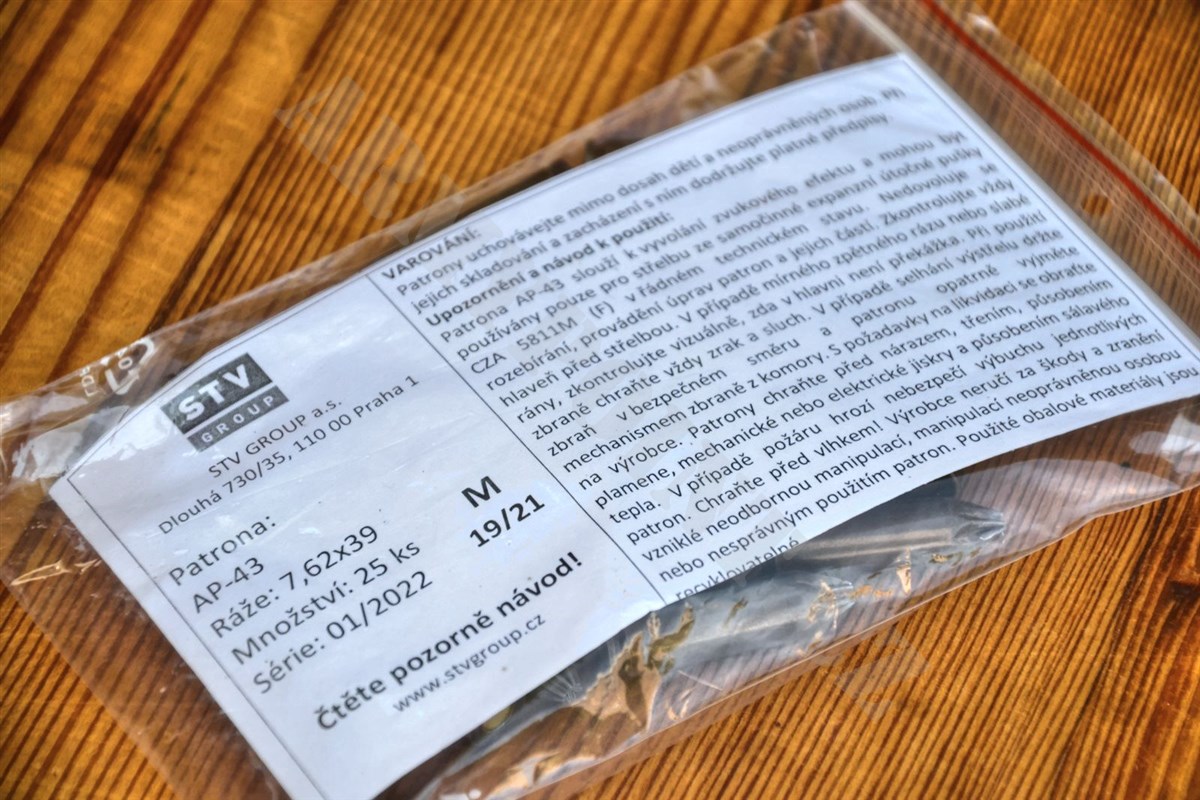 STV
GROUP
STV GROUP a.s.
Dlouhá 730/35, 110 00 Praha 1
Patrona:
AP-43
Ráže: 7,62x39
Množství: 25 ks
Série: 01/2022
M
19/21
Čtěte pozorně návod!
www.stvgroup.cz
VAROVÁNÍ:
Patrony uchovávejte mimo dosah dětí a neoprávněných osob. Při
jejich skladování a zacházení s ním dodržujte platné předpisy
Upozornění a návod k použití:
Patrona AP-43 slouží k vyvolání zvukového efektu a mohou být
používány pouze pro střelbu ze samočinné expanzní útočné pušky
CZA 5811M (F) v řádném technickém stavu. Nedovoluje se
rozebírání, provádění úprav patron a jejich částí. Zkontrolujte vždy
hlaveň před střelbou. V případě mírného zpětného rázu nebo slabé
rány, zkontrolujte vizuálně, zda v hlavni není překážka. Při použití
zbraně chraňte vždy zrak a sluch. V případě selhání výstřelu držte
zbraň v bezpečném směru a patronu opatrně vyjměte
mechanismem zbraně z komory. S požadavky na likvidaci se obraťte
na výrobce. Patrony chraňte před nárazem, třením, působením
plamene, mechanické nebo elektrické jiskry a působením sálavého
tepla. V případě požáru hrozí nebezpečí výbuchu jednotlivých
patron. Chraňte před vlhkem! Výrobce neručí za škody a zranění
vzniklé neodbornou manipulací, manipulací neoprávněnou osobou
nebo nesprávným použitím patron. Použité obalové materiály jsou
recyklovatelné